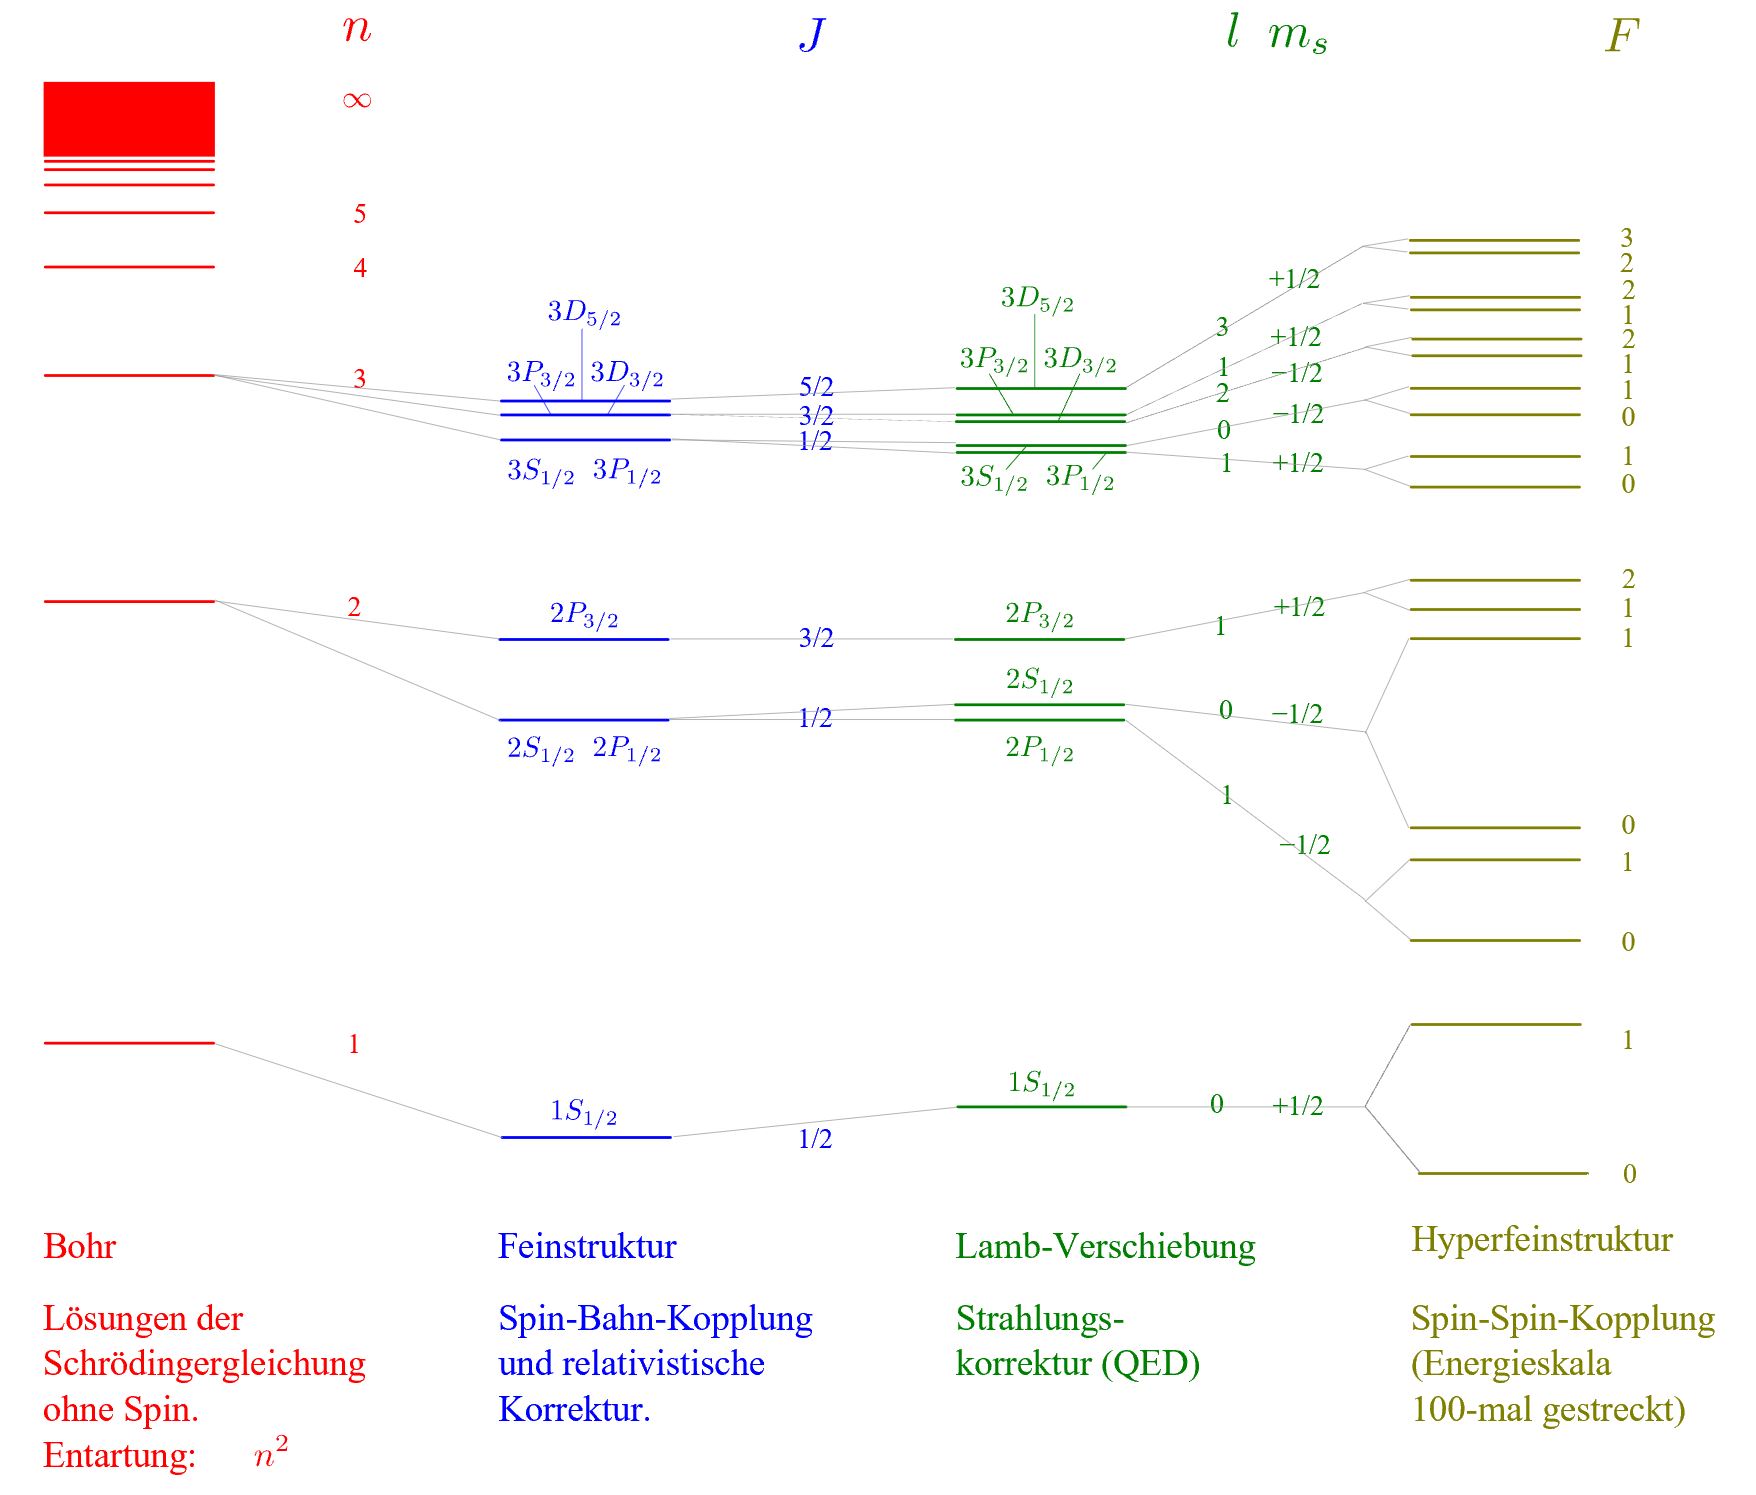 n J l m_s F
∞
5
4
3
2
1
3D_{5/2}
3P_{3/2} 3D_{3/2}
3S_{1/2} 3P_{1/2}
2P_{3/2}
2S_{1/2} 2P_{1/2}
1S_{1/2}
5/2
3/2
1/2
3/2
1/2
1/2
3D_{5/2}
3P_{3/2} 3D_{3/2}
3S_{1/2} 3P_{1/2}
2P_{3/2}
2S_{1/2}
2P_{1/2}
1S_{1/2}
3 +1/2
1 +1/2
2 −1/2
0 −1/2
1 +1/2
1 +1/2
0 −1/2
1 −1/2
0 +1/2
3
2
2
1
2
1
1
0
1
0
2
1
1
0
1
0
1
0
Bohr
Lösungen der
Schrödingergleichung
ohne Spin.
Entartung: n²
Feinstruktur
Spin-Bahn-Kopplung
und relativistische
Korrektur.
Lamb-Verschiebung
Strahlungs-
korrektur (QED)
Hyperfeinstruktur
Spin-Spin-Kopplung
(Energieskala
100-mal gestreckt)